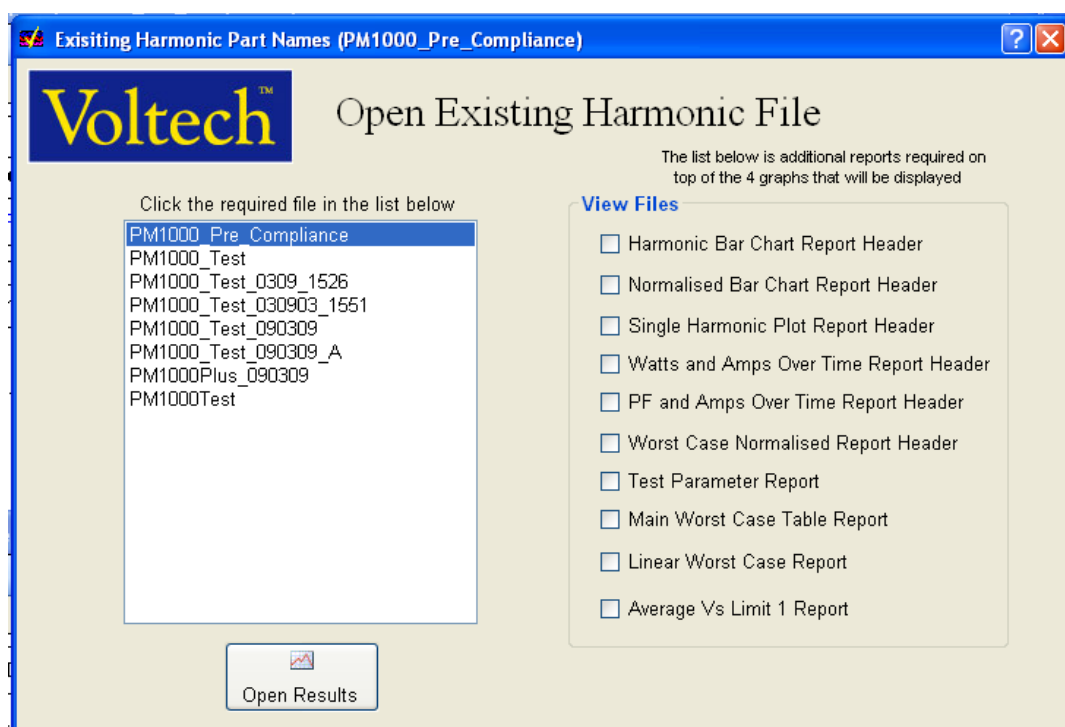 Exisiting Harmonic Part Names (PM1000_Pre_Compliance)
Voltech™
Open Existing Harmonic File
The list below is additional reports required on
top of the 4 graphs that will be displayed
Click the required file in the list below
PM1000_Pre_Compliance
PM1000_Test
PM1000_Test_0309_1526
PM1000_Test_030903_1551
PM1000_Test_090309
PM1000_Test_090309_A
PM1000Plus_090309
PM1000Test
Open Results
View Files
Harmonic Bar Chart Report Header
Normalised Bar Chart Report Header
Single Harmonic Plot Report Header
Watts and Amps Over Time Report Header
PF and Amps Over Time Report Header
Worst Case Normalised Report Header
Test Parameter Report
Main Worst Case Table Report
Linear Worst Case Report
Average Vs Limit 1 Report